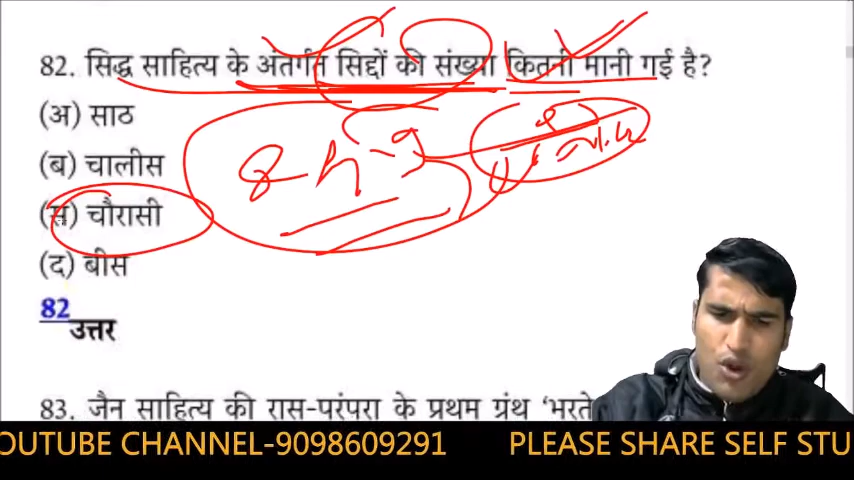 82. सिद्ध साहित्य के अंतर्गत सिद्दों की संख्या कितनी मानी गई है?
(अ) साठ
(ब) चालीस
(स) चौरासी
(द) बीस
82
उत्तर
83. जैन साहित्य की रास-परंपरा के प्रथम ग्रंथ 'भरते
OUTUBE CHANNEL-9098609291 PLEASE SHARE SELF STU